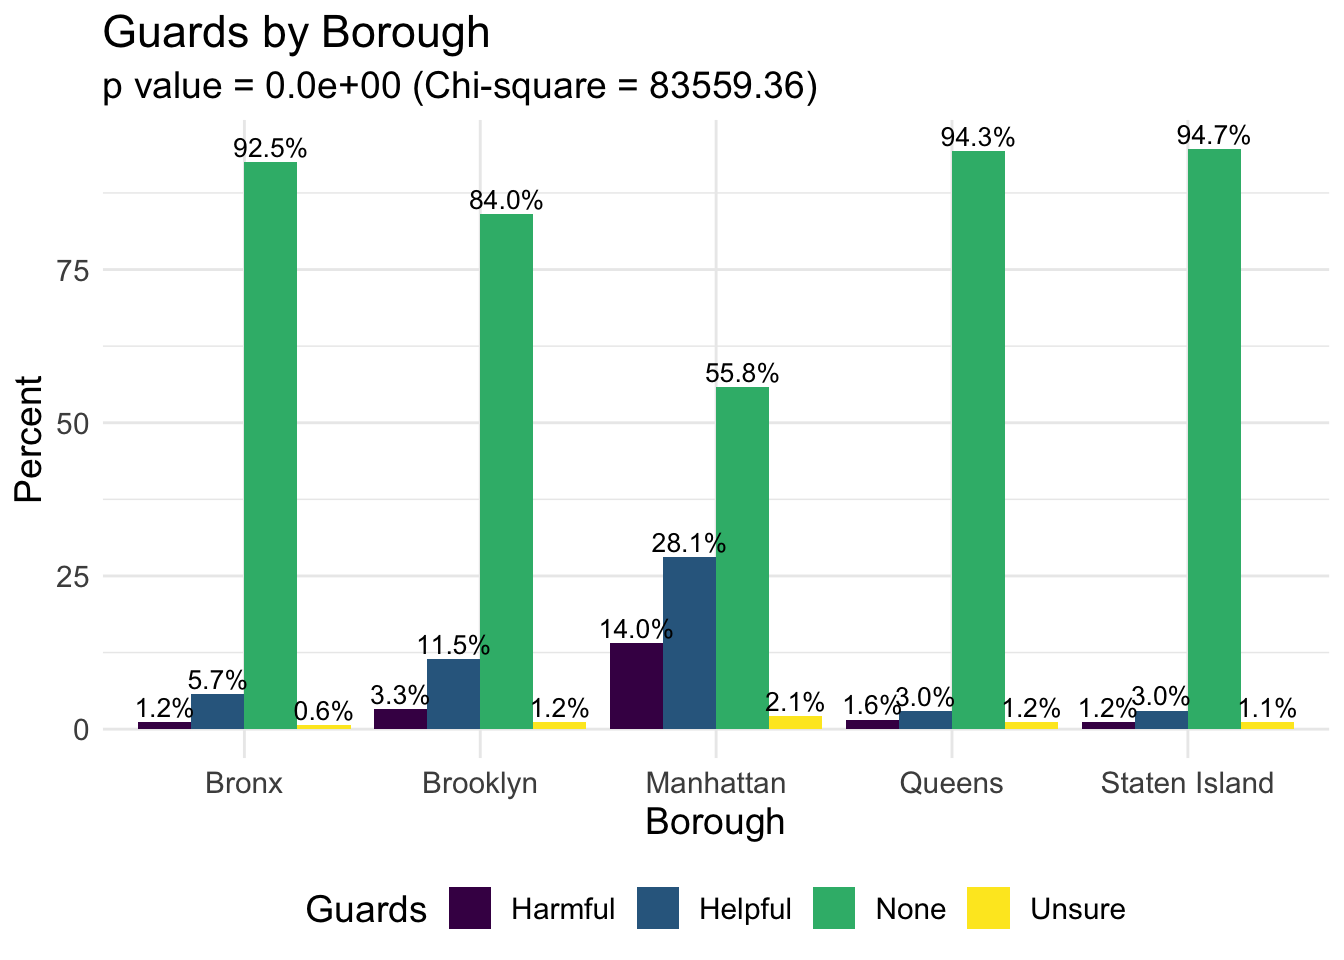 Guards by Borough
p value = 0.0e+00 (Chi-square = 83559.36)
Percent
75
50
25
0
1.2% 5.7% 92.5% 0.6%
3.3% 11.5% 84.0% 1.2%
14.0% 28.1% 55.8% 2.1%
1.6% 3.0% 94.3% 1.2%
1.2% 3.0% 94.7% 1.1%
Bronx Brooklyn Manhattan Queens Staten Island
Borough
Guards Harmful Helpful None Unsure